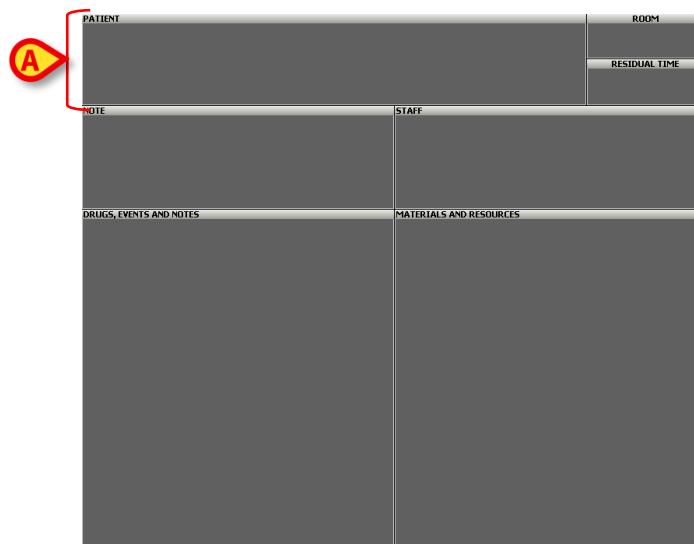 PATIENT
ROOM
A
RESIDUAL TIME
NOTE
STAFF
DRUGS, EVENTS AND NOTES
MATERIALS AND RESOURCES